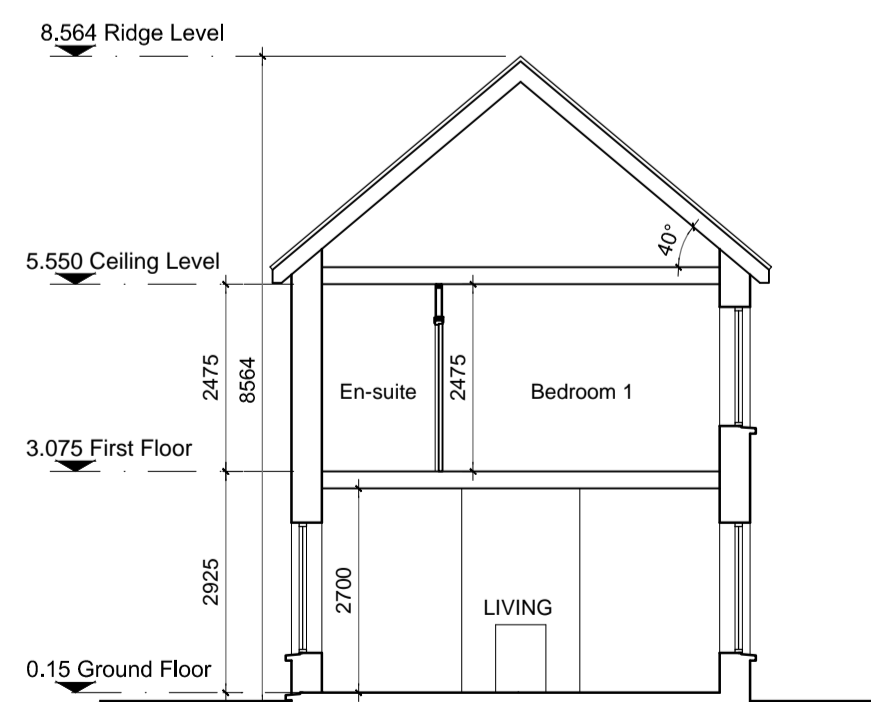 8.564 Ridge Level
40°
5.550 Ceiling Level
2475
8564
En-suite
2475
Bedroom 1
3.075 First Floor
2925
2700
LIVING
0.15 Ground Floor